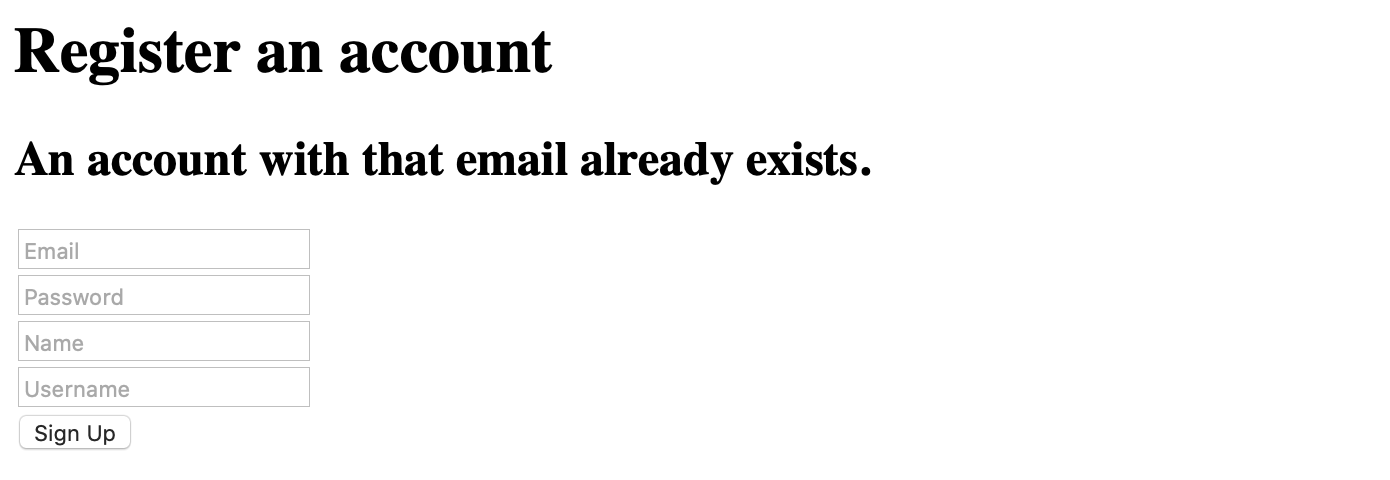 Register an account
An account with that email already exists.
Email
Password
Name
Username
Sign Up